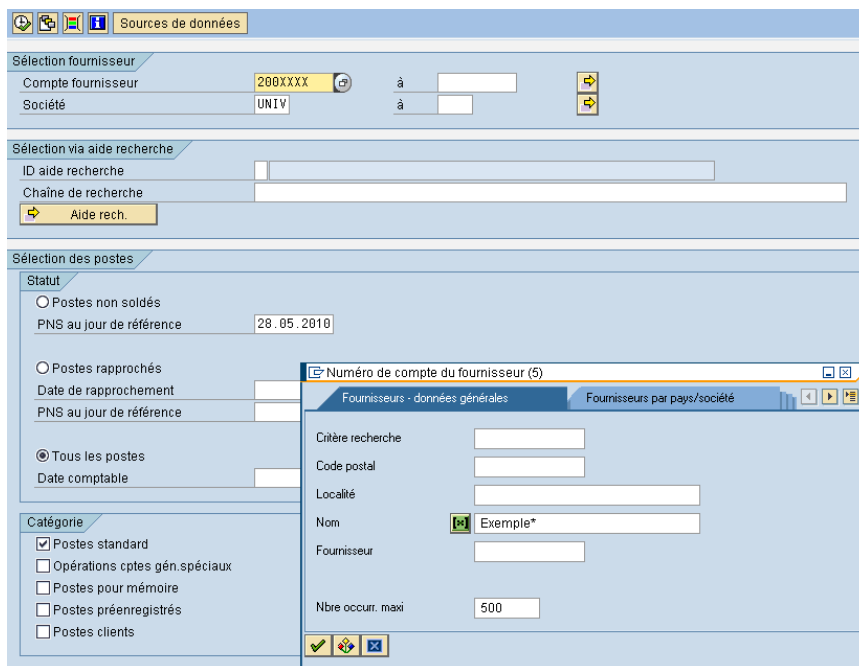 Sources de données
Sélection fournisseur
Compte fournisseur 200XXXX à
Société UNIV à
Sélection via aide recherche
ID aide recherche
Chaîne de recherche
Aide rech.
Sélection des postes
Statut
Postes non soldés
PNS au jour de référence 28.05.2010
Postes rapprochés
Date de rapprochement
PNS au jour de référence
Tous les postes
Date comptable
Catégorie
Postes standard
Opérations cptes gén.spéciaux
Postes pour mémoire
Postes préenregistrés
Postes clients
Numéro de compte du fournisseur (5)
Fournisseurs - données générales Fournisseurs par pays/société
Critère recherche
Code postal
Localité
Nom Exemple*
Fournisseur
Nbre occurr. maxi 500